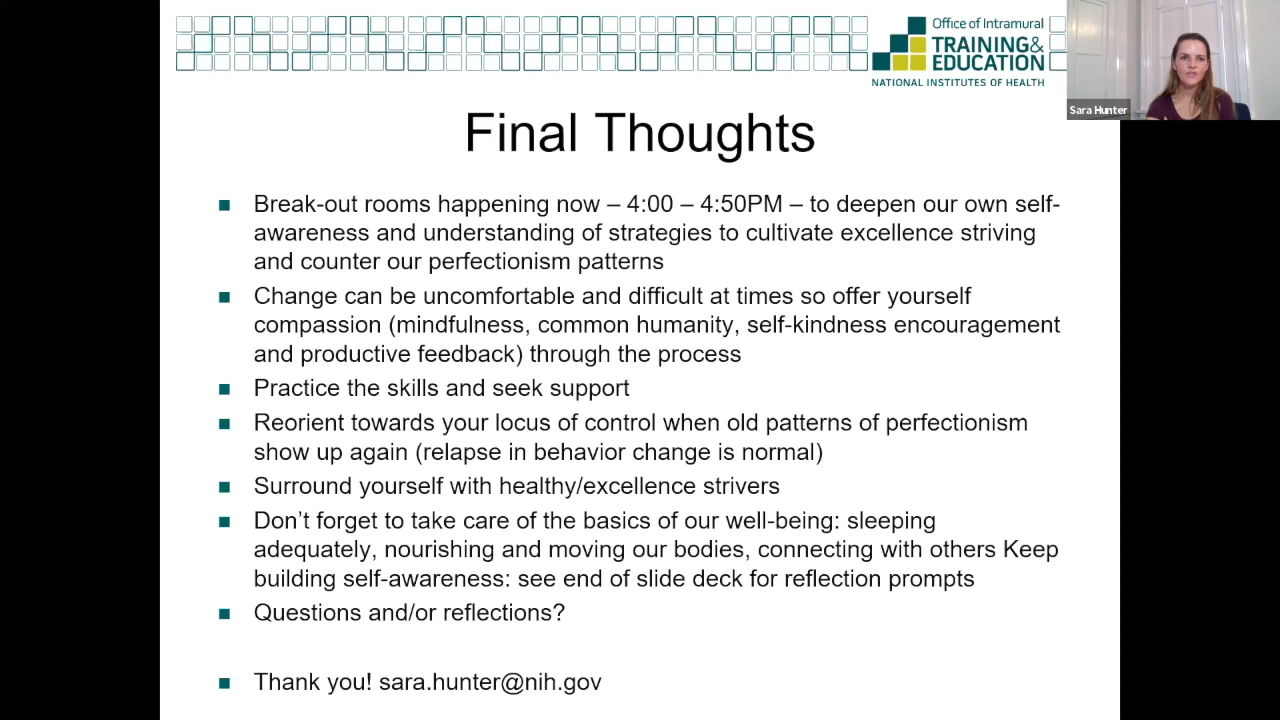 Office of Intramural
TRAINING&
EDUCATION
NATIONAL INSTITUTES OF HEALTH
Sara Hunter
Final Thoughts
■ Break-out rooms happening now – 4:00 – 4:50PM – to deepen our own self-
awareness and understanding of strategies to cultivate excellence striving
and counter our perfectionism patterns
■ Change can be uncomfortable and difficult at times so offer yourself
compassion (mindfulness, common humanity, self-kindness encouragement
and productive feedback) through the process
■ Practice the skills and seek support
■ Reorient towards your locus of control when old patterns of perfectionism
show up again (relapse in behavior change is normal)
■ Surround yourself with healthy/excellence strivers
■ Don’t forget to take care of the basics of our well-being: sleeping
adequately, nourishing and moving our bodies, connecting with others Keep
building self-awareness: see end of slide deck for reflection prompts
■ Questions and/or reflections?
■ Thank you! sara.hunter@nih.gov